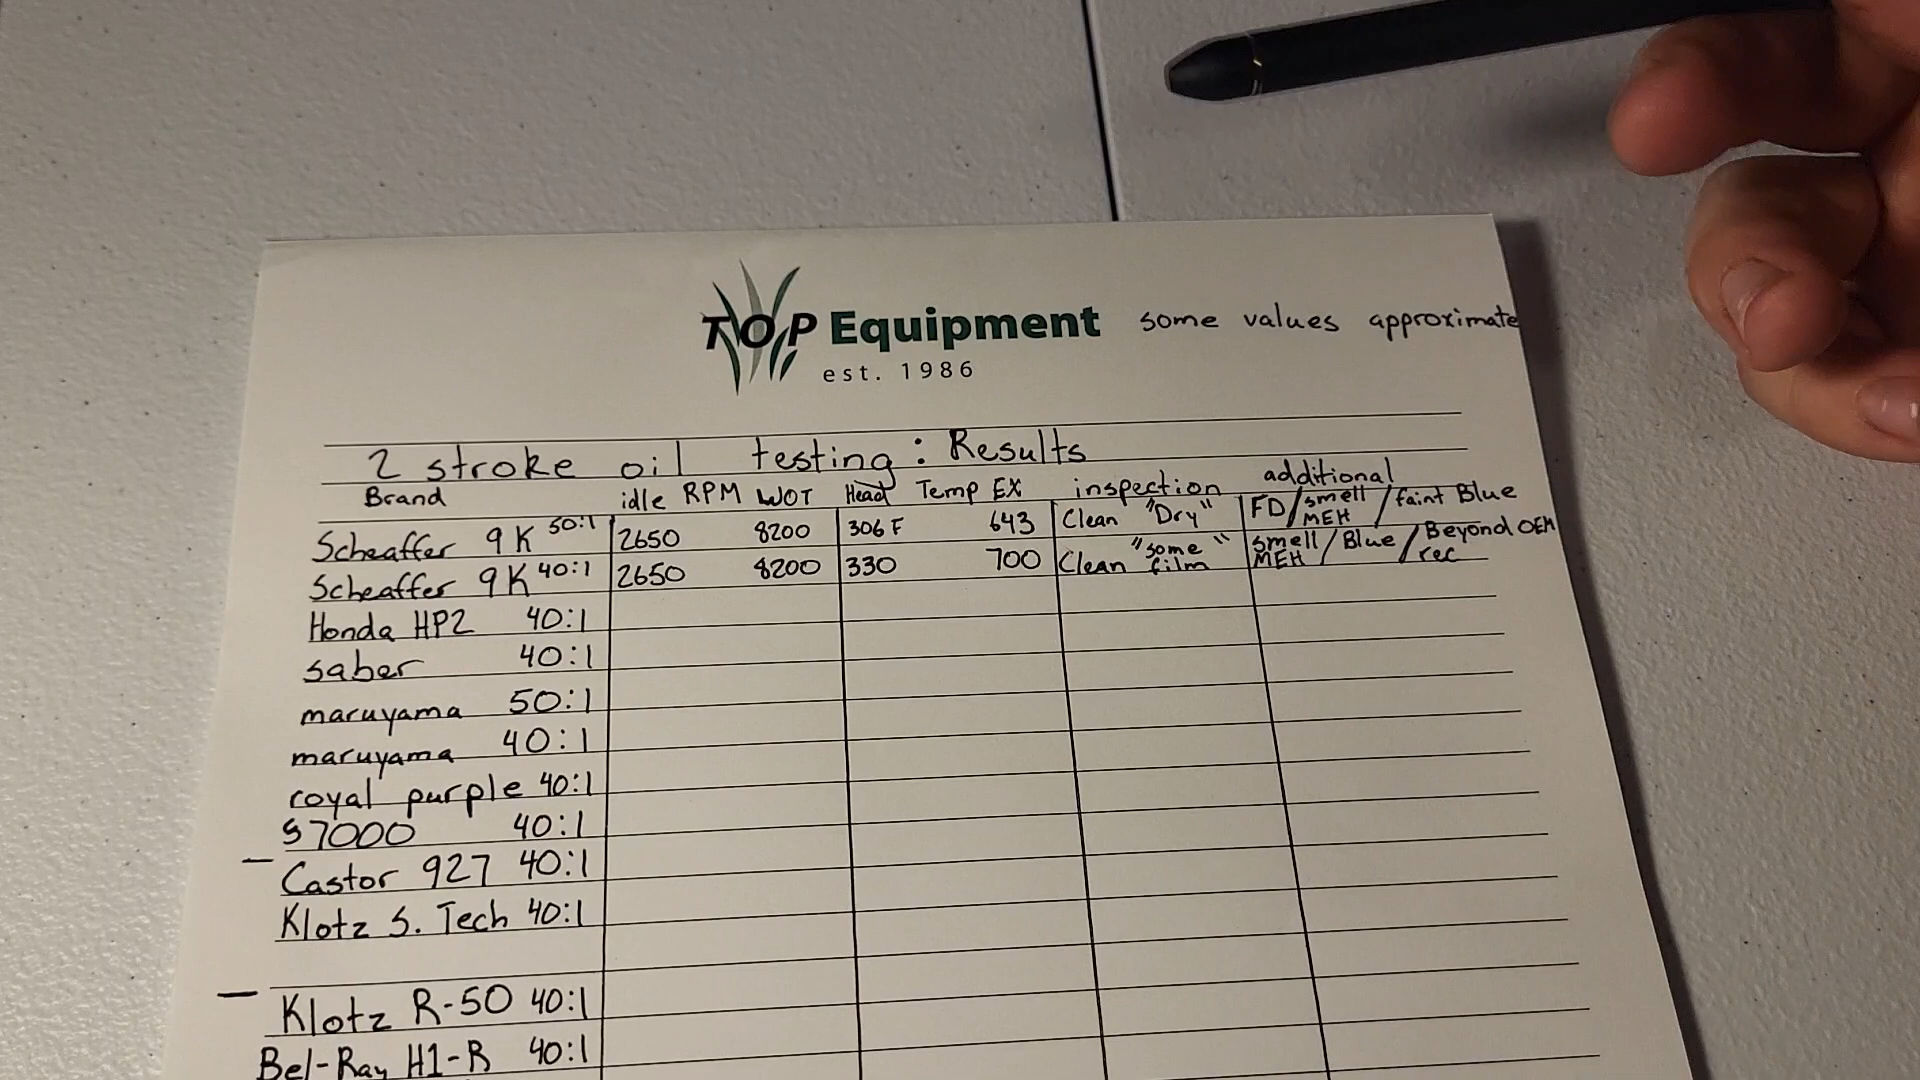 TOP Equipment some values approximate
est. 1986
2 stroke oil testing: Results
Brand idle RPM WOT Head Temp EX inspection additional
Scheaffer 9K 50:1 2650 8200 306 F 643 Clean "Dry" FD/smell MEH/faint Blue
Scheaffer 9K 40:1 2650 8200 330 700 Clean "some film" smell MEH/Blue/Beyond OEM rec
Honda HP2 40:1
saber 40:1
maruyama 50:1
maruyama 40:1
royal purple 40:1
S7000 40:1
Castor 927 40:1
Klotz S. Tech 40:1
Klotz R-50 40:1
Bel-Ray H1-R 40:1